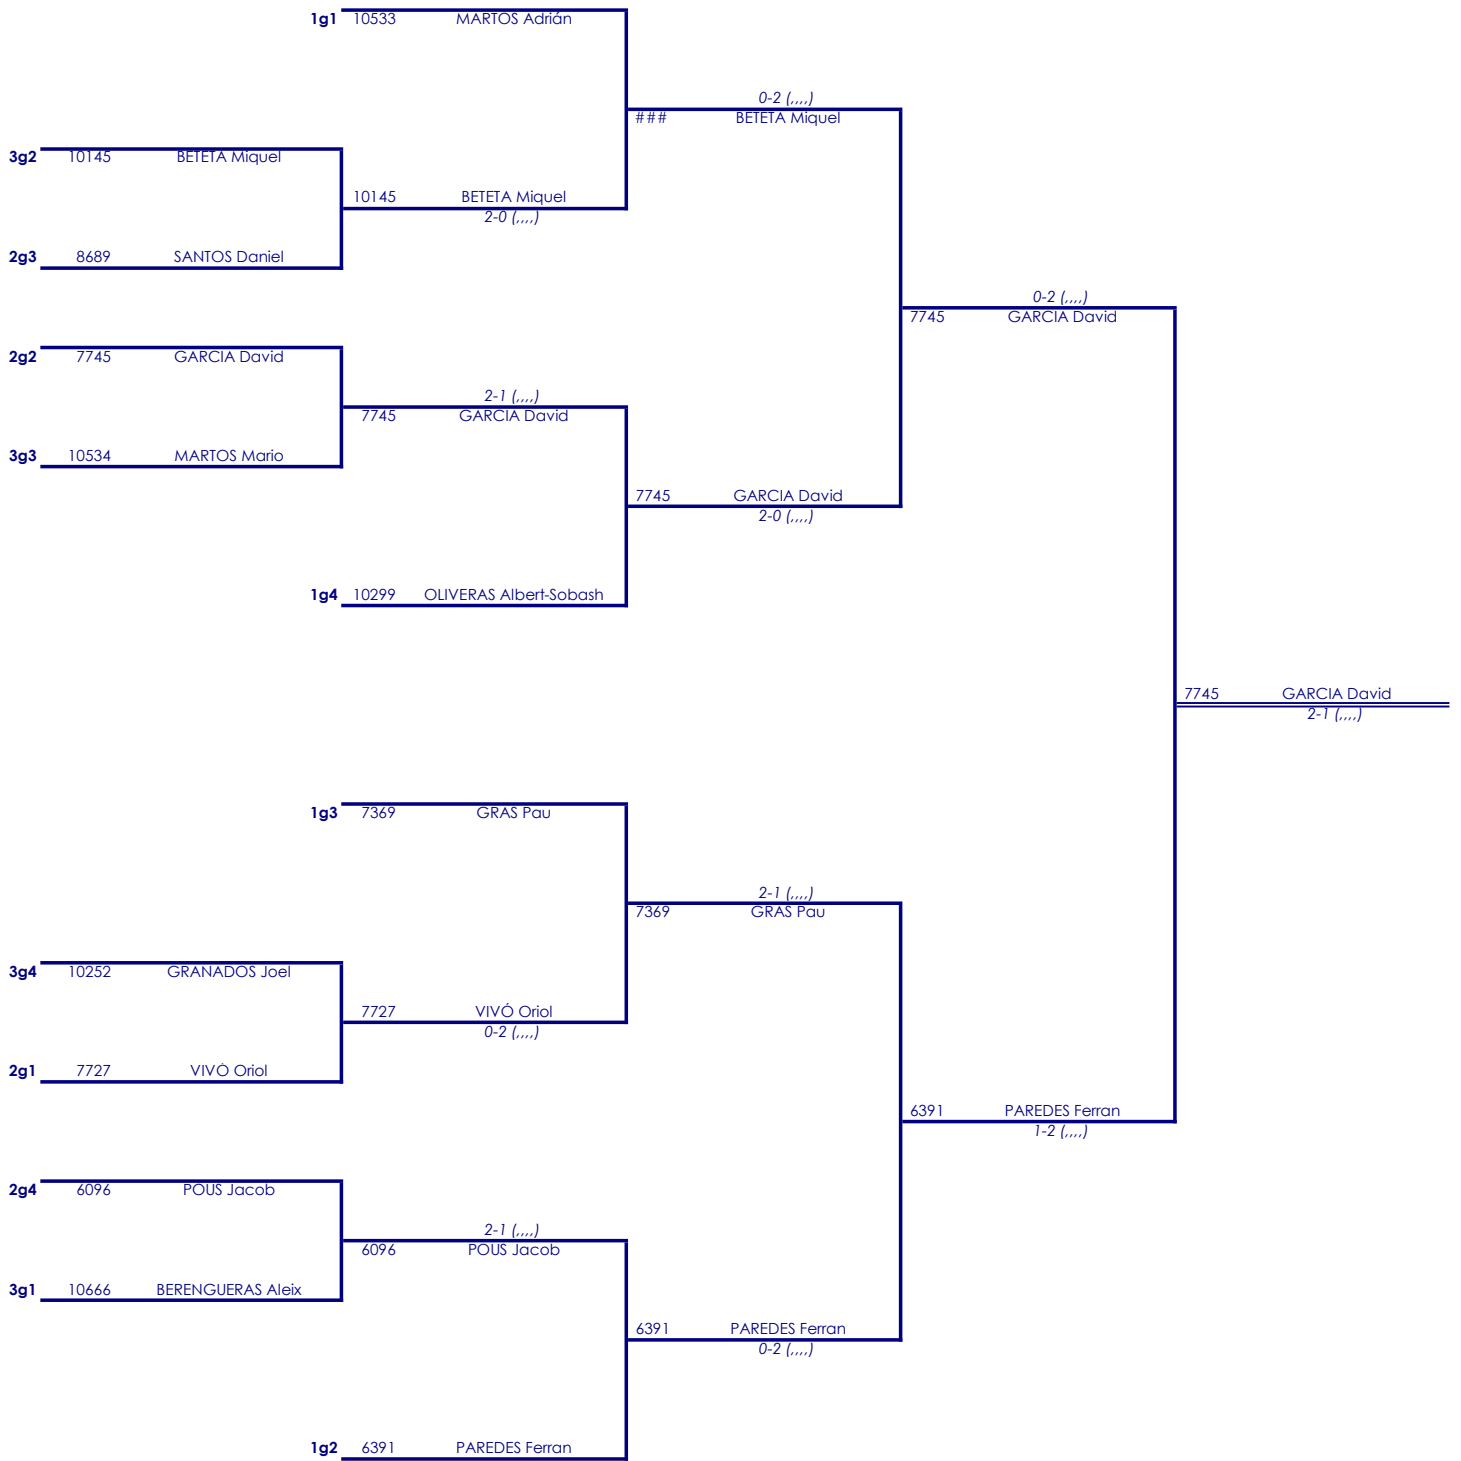 1g1 10533 MARTOS Adrián
0-2 (,,,,)
### BETETA Miquel
3g2 10145 BETETA Miquel
10145 BETETA Miquel
2-0 (,,,,)
2g3 8689 SANTOS Daniel
0-2 (,,,,)
7745 GARCIA David
2g2 7745 GARCIA David
2-1 (,,,,)
7745 GARCIA David
3g3 10534 MARTOS Mario
7745 GARCIA David
2-0 (,,,,)
1g4 10299 OLIVERAS Albert-Sobash
7745 GARCIA David
2-1 (,,,,)
1g3 7369 GRAS Pau
2-1 (,,,,)
7369 GRAS Pau
3g4 10252 GRANADOS Joel
7727 VIVÓ Oriol
0-2 (,,,,)
2g1 7727 VIVÓ Oriol
6391 PAREDES Ferran
1-2 (,,,,)
2g4 6096 POUS Jacob
2-1 (,,,,)
6096 POUS Jacob
3g1 10666 BERENGUERAS Aleix
6391 PAREDES Ferran
0-2 (,,,,)
1g2 6391 PAREDES Ferran